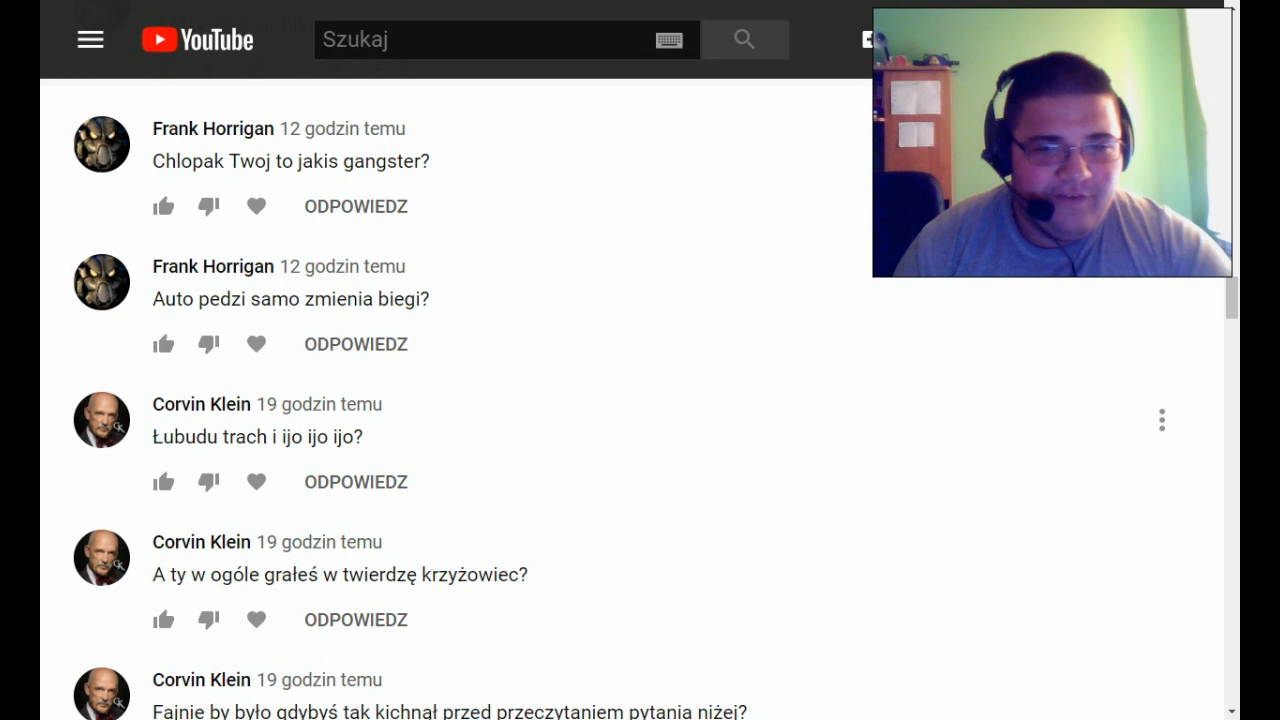 YouTube
Szukaj
Frank Horrigan 12 godzin temu
Chlopak Twoj to jakis gangster?
ODPOWIEDZ
Frank Horrigan 12 godzin temu
Auto pedzi samo zmienia biegi?
ODPOWIEDZ
Corvin Klein 19 godzin temu
Łubudu trach i ijo ijo ijo?
ODPOWIEDZ
Corvin Klein 19 godzin temu
A ty w ogóle grałeś w twierdzę krzyżowiec?
ODPOWIEDZ
Corvin Klein 19 godzin temu
Fajnie by było gdybyś tak kichnął przed przeczytaniem pytania niżej?